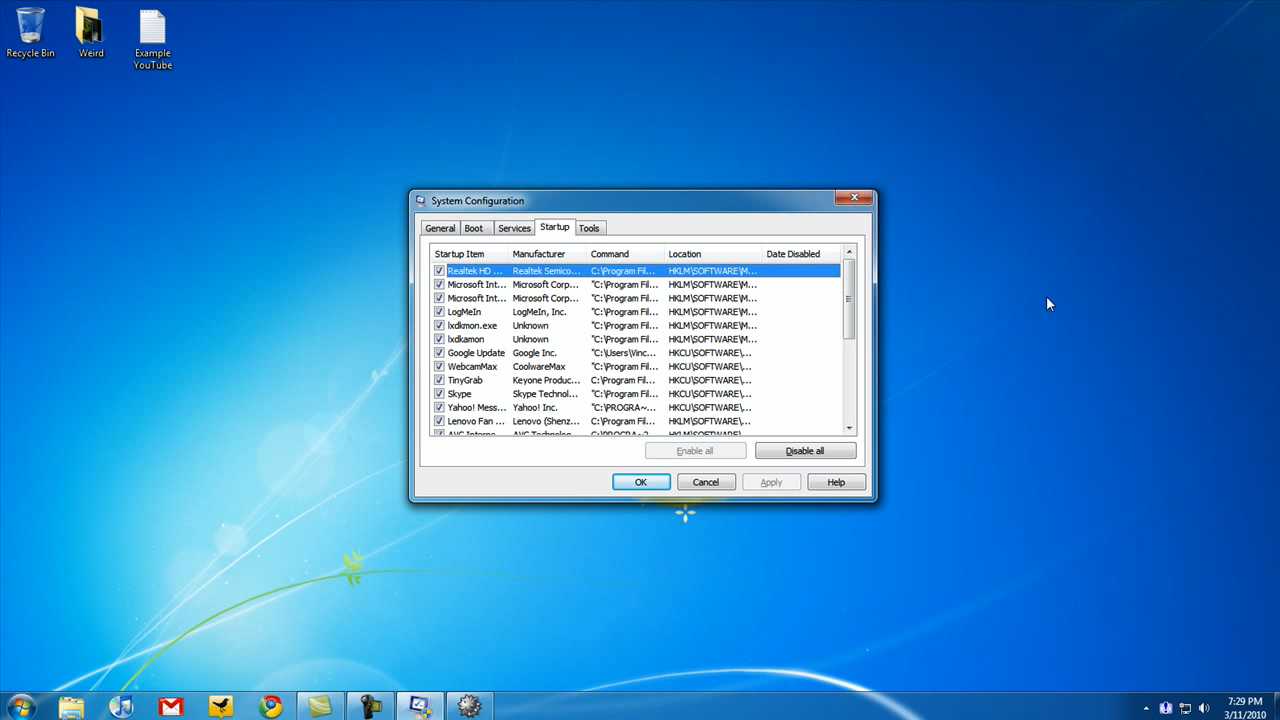 Recycle Bin
Weird
Example
YouTube
System Configuration
General Boot Services Startup Tools
Startup Item Manufacturer Command Location Date Disabled
Realtek HD ... Realtek Semico... C:\Program Fil... HKLM\SOFTWARE\M...
Microsoft Int... Microsoft Corp... "C:\Program Fil... HKLM\SOFTWARE\M...
Microsoft Int... Microsoft Corp... "C:\Program Fil... HKLM\SOFTWARE\M...
LogMeIn LogMeIn, Inc. "C:\Program Fil... HKLM\SOFTWARE\M...
lxdkmon.exe Unknown "C:\Program Fil... HKLM\SOFTWARE\M...
lxdkamon Unknown "C:\Program Fil... HKLM\SOFTWARE\M...
Google Update Google Inc. "C:\Users\Vinc... HKCU\SOFTWARE\...
WebcamMax CoolwareMax "C:\Program Fil... HKCU\SOFTWARE\...
TinyGrab Keyone Produc... C:\Program Fil... HKCU\SOFTWARE\...
Skype Skype Technol... "C:\Program Fil... HKCU\SOFTWARE\...
Yahoo! Mess... Yahoo! Inc. "C:\PROGRA~... HKCU\SOFTWARE\...
Lenovo Fan ... Lenovo (Shenz... C:\Program Fil... HKLM\SOFTWARE\...
Enable all Disable all
OK Cancel Apply Help
7:29 PM
3/11/2010